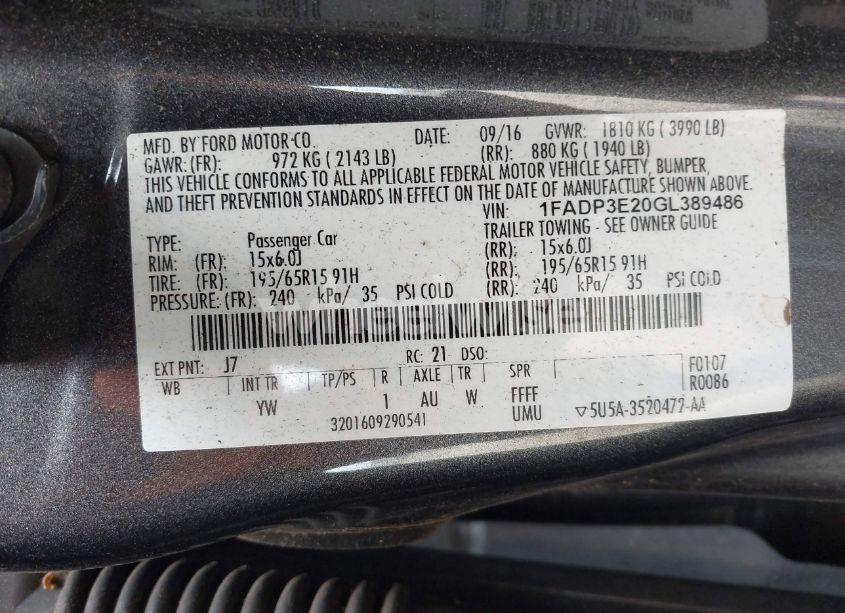 MFD. BY FORD MOTOR CO. DATE: 09/16 GVWR: 1810 KG ( 3990 LB)
GAWR: (FR): 972 KG ( 2143 LB) (RR): 880 KG ( 1940 LB)
THIS VEHICLE CONFORMS TO ALL APPLICABLE FEDERAL MOTOR VEHICLE SAFETY, BUMPER,
AND THEFT PREVENTION STANDARDS IN EFFECT ON THE DATE OF MANUFACTURE SHOWN ABOVE.
VIN: 1FADP3E20GL389486
TYPE: Passenger Car TRAILER TOWING - SEE OWNER GUIDE
RIM: (FR): 15x6.0J (RR): 15x6.0J
TIRE: (FR): 195/65R15 91H (RR): 195/65R15 91H
PRESSURE: (FR): 240 kPa/ 35 PSI COLD (RR): 240 kPa/ 35 PSI COLD
EXT PNT: J7 RC: 21 DSO: F0107
WB INT TR TP/PS R AXLE TR SPR R0086
YW 1 AU W FFFF
3201609290541 UMU ▽5U5A-3520472-AA